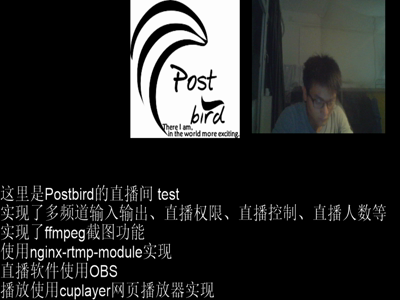 Post
bird
There I am,
in the world more exciting.
这里是Postbird的直播间 test
实现了多频道输入输出、直播权限、直播控制、直播人数等
实现了ffmpeg截图功能
使用nginx-rtmp-module实现
直播软件使用OBS
播放使用cuplayer网页播放器实现